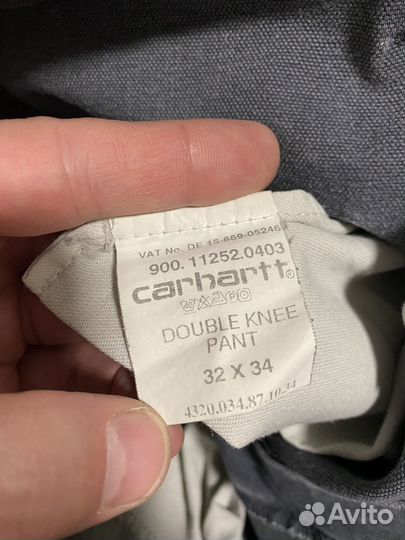 VAT No. DE 15-669-05246
900.11252.0403
carhartt®
DOUBLE KNEE
PANT
32 X 34
4320.034.87.10-34
Avito